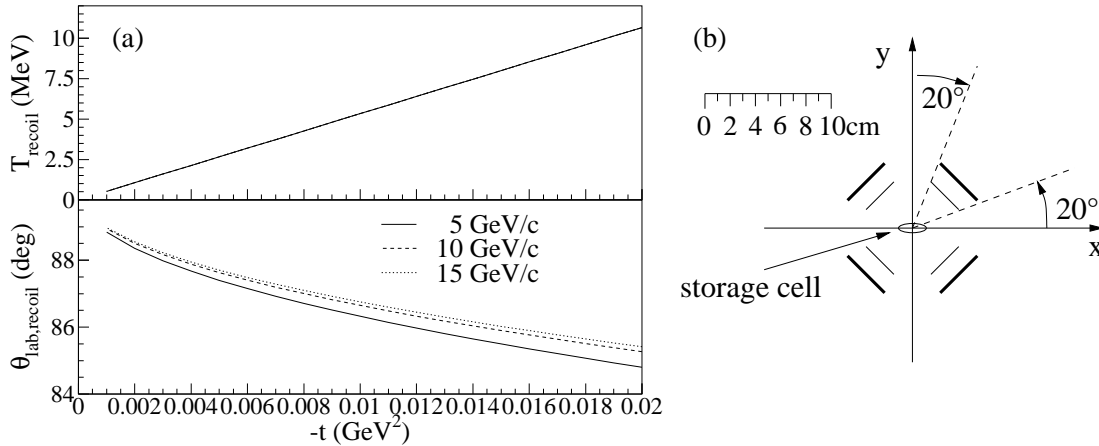 (a)
T_recoil (MeV)
10
7.5
5
2.5
0
θ_lab,recoil (deg)
88
86
84
5 GeV/c
10 GeV/c
15 GeV/c
0 0.002 0.004 0.006 0.008 0.01 0.012 0.014 0.016 0.018 0.02
-t (GeV²)
(b)
y
20°
0 2 4 6 8 10cm
20°
x
storage cell